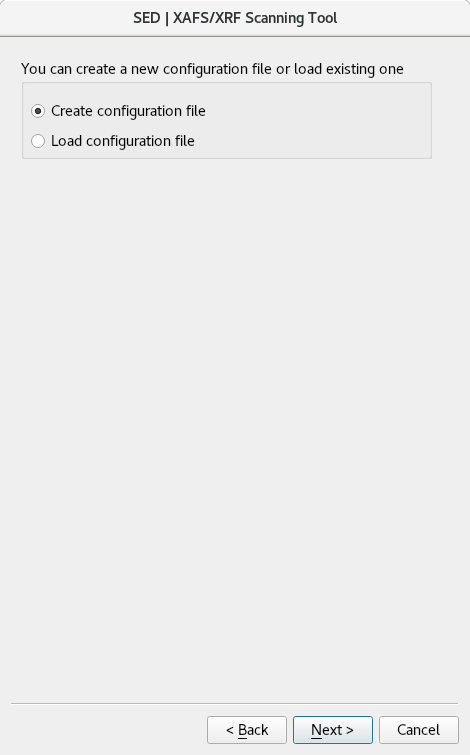 SED | XAFS/XRF Scanning Tool
You can create a new configuration file or load existing one
Create configuration file
Load configuration file
< Back
Next >
Cancel